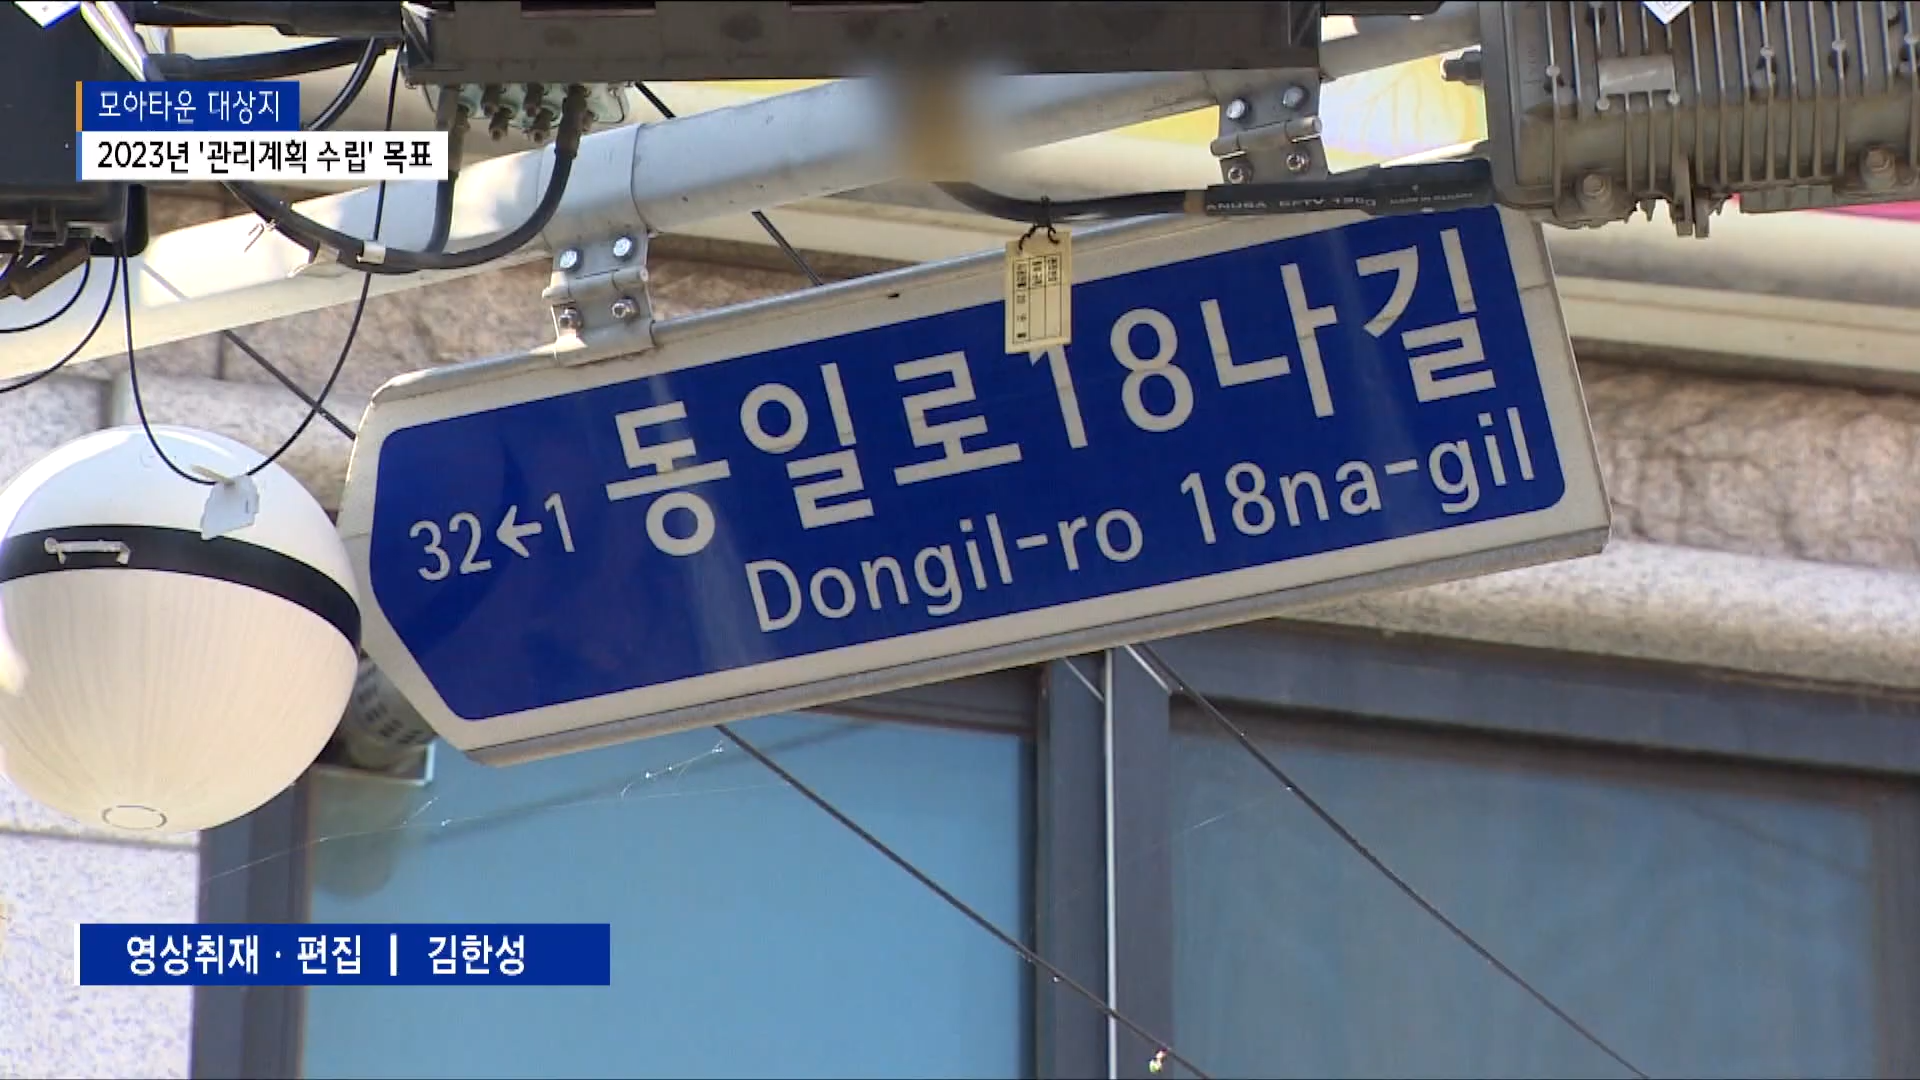 모아타운 대상지
2023년 '관리계획 수립' 목표
동일로18나길
32←1
Dongil-ro 18na-gil
영상취재 · 편집 | 김한성